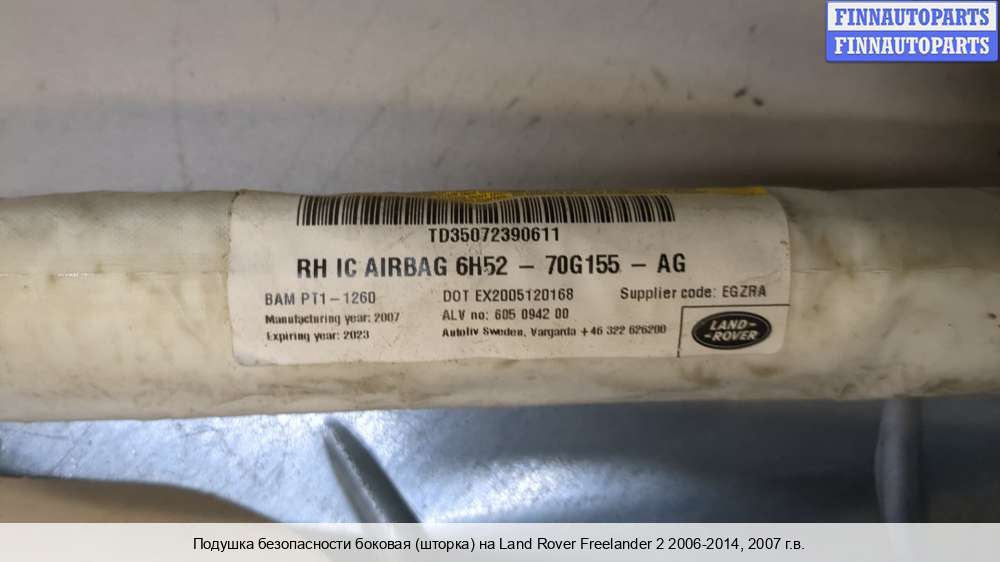 FINNAUTOPARTS
FINNAUTOPARTS
TD35072390611
RH IC AIRBAG 6H52 - 70G155 - AG
BAM PT1-1260
DOT EX2005120168
Supplier code: EGZRA
Manufacturing year: 2007
ALV no: 605 0942 00
Expiring year: 2023
Autoliv Sweden, Vargarda +46 322 626200
LAND-
-ROVER
Подушка безопасности боковая (шторка) на Land Rover Freelander 2 2006-2014, 2007 г.в.